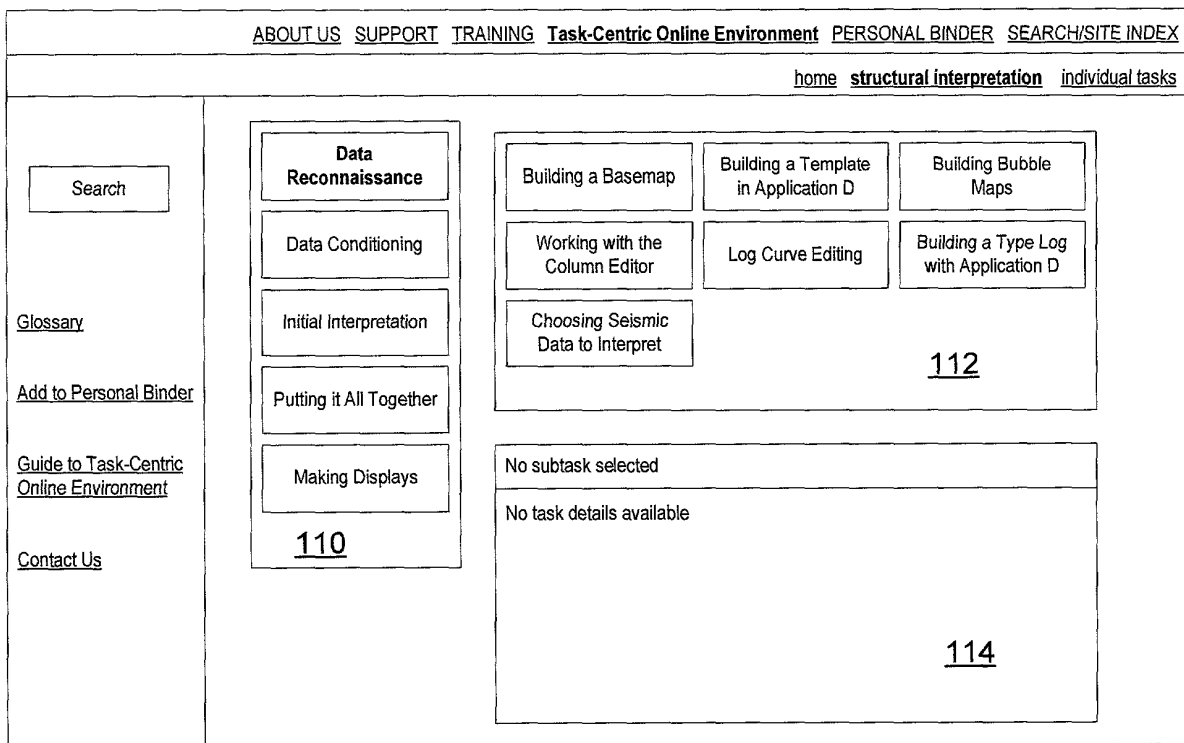 ABOUT US SUPPORT TRAINING Task-Centric Online Environment PERSONAL BINDER SEARCH/SITE INDEX
home structural interpretation individual tasks
Search
Glossary
Add to Personal Binder
Guide to Task-Centric
Online Environment
Contact Us
Data
Reconnaissance
Data Conditioning
Initial Interpretation
Putting it All Together
Making Displays
110
Building a Basemap
Building a Template
in Application D
Building Bubble
Maps
Working with the
Column Editor
Log Curve Editing
Building a Type Log
with Application D
Choosing Seismic
Data to Interpret
112
No subtask selected
No task details available
114